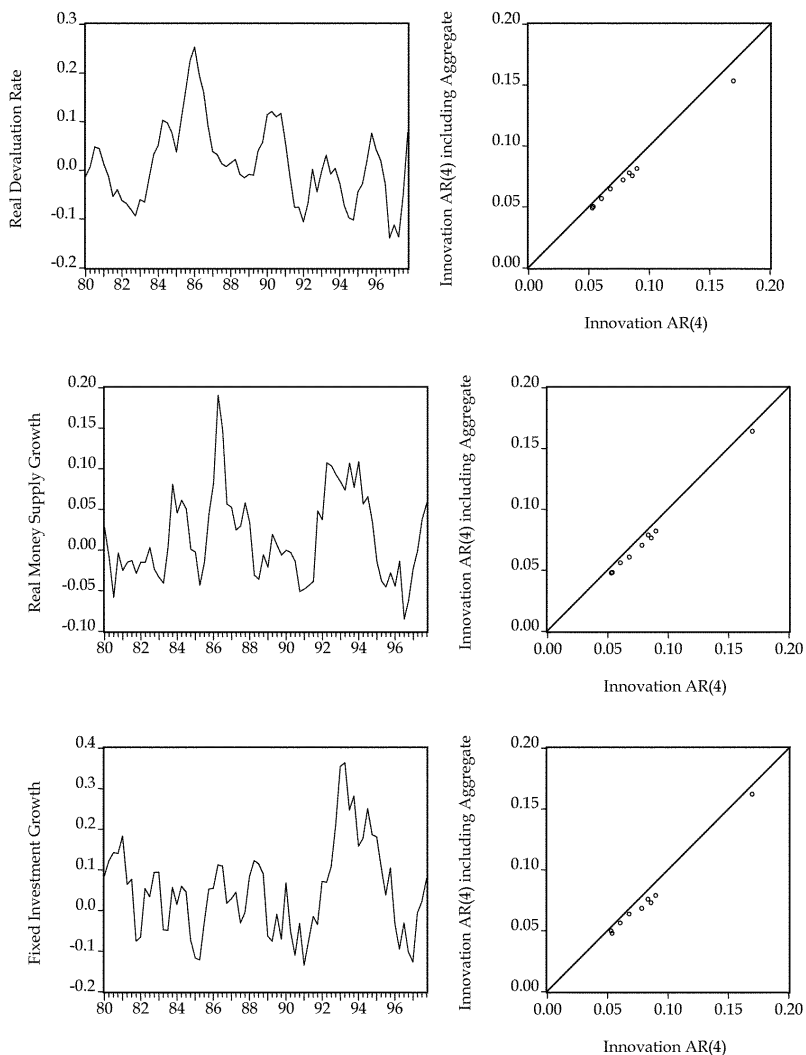 Real Devaluation Rate
0.3
0.2
0.1
0.0
-0.1
-0.2
80 82 84 86 88 90 92 94 96
Innovation AR(4) including Aggregate
0.20
0.15
0.10
0.05
0.00
0.00 0.05 0.10 0.15 0.20
Innovation AR(4)
Real Money Supply Growth
0.20
0.15
0.10
0.05
0.00
-0.05
-0.10
80 82 84 86 88 90 92 94 96
Innovation AR(4) including Aggregate
0.20
0.15
0.10
0.05
0.00
0.00 0.05 0.10 0.15 0.20
Innovation AR(4)
Fixed Investment Growth
0.4
0.3
0.2
0.1
0.0
-0.1
-0.2
80 82 84 86 88 90 92 94 96
Innovation AR(4) including Aggregate
0.20
0.15
0.10
0.05
0.00
0.00 0.05 0.10 0.15 0.20
Innovation AR(4)